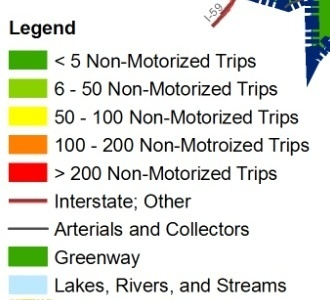 I-59
Legend
< 5 Non-Motorized Trips
6 - 50 Non-Motorized Trips
50 - 100 Non-Motorized Trips
100 - 200 Non-Motroized Trips
> 200 Non-Motorized Trips
Interstate; Other
Arterials and Collectors
Greenway
Lakes, Rivers, and Streams